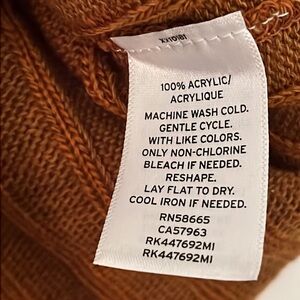 100% ACRYLIC/
ACRYLIQUE
MACHINE WASH COLD.
GENTLE CYCLE.
WITH LIKE COLORS.
ONLY NON-CHLORINE
BLEACH IF NEEDED.
RESHAPE.
LAY FLAT TO DRY.
COOL IRON IF NEEDED.
RN58665
CA57963
RK447692MI
RK447692MI